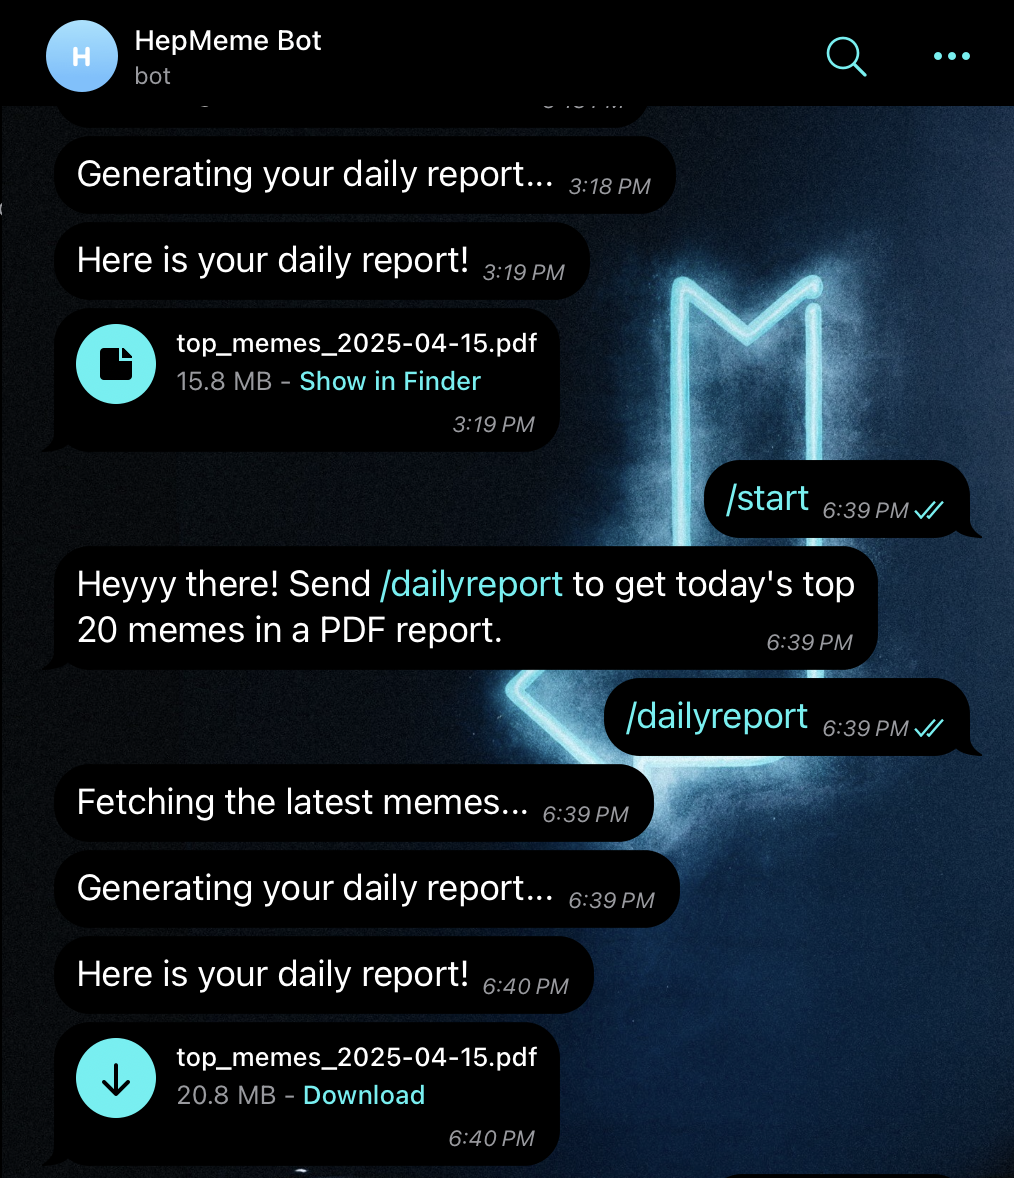 H
HepMeme Bot
bot
Generating your daily report... 3:18 PM
Here is your daily report! 3:19 PM
top_memes_2025-04-15.pdf
15.8 MB - Show in Finder
3:19 PM
/start 6:39 PM
Heyyy there! Send /dailyreport to get today's top
20 memes in a PDF report. 6:39 PM
/dailyreport 6:39 PM
Fetching the latest memes... 6:39 PM
Generating your daily report... 6:39 PM
Here is your daily report! 6:40 PM
top_memes_2025-04-15.pdf
20.8 MB - Download
6:40 PM